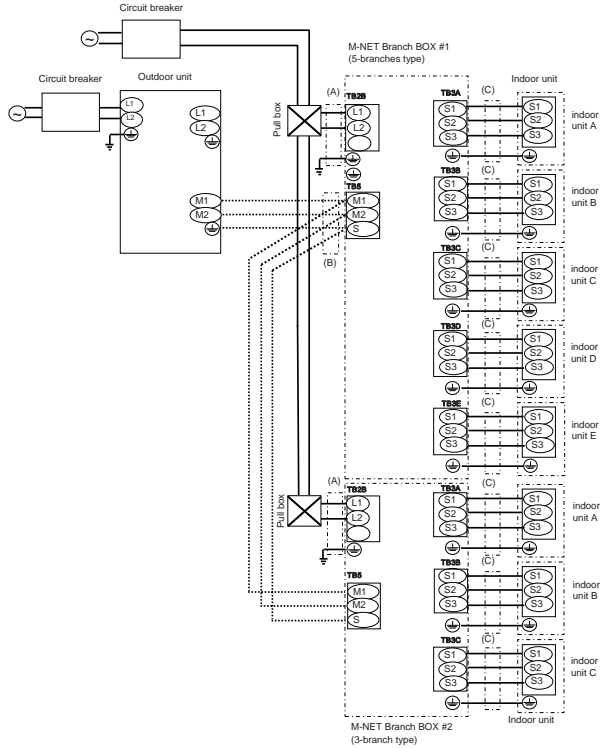 Circuit breaker
Circuit breaker
Outdoor unit
L1
L2
L1
L2
M1
M2
Pull box
(A)
(B)
M-NET Branch BOX #1
(5-branches type)
TB2B
L1
L2
TB5
M1
M2
S
TB3A
S1
S2
S3
(C)
Indoor unit
S1
S2
S3
indoor
unit A
TB3B
S1
S2
S3
(C)
S1
S2
S3
indoor
unit B
TB3C
S1
S2
S3
(C)
S1
S2
S3
indoor
unit C
TB3D
S1
S2
S3
(C)
S1
S2
S3
indoor
unit D
TB3E
S1
S2
S3
(C)
S1
S2
S3
indoor
unit E
Pull box
(A)
TB2B
L1
L2
TB5
M1
M2
S
TB3A
S1
S2
S3
(C)
S1
S2
S3
indoor
unit A
TB3B
S1
S2
S3
(C)
S1
S2
S3
indoor
unit B
TB3C
S1
S2
S3
(C)
S1
S2
S3
indoor
unit C
Indoor unit
M-NET Branch BOX #2
(3-branch type)